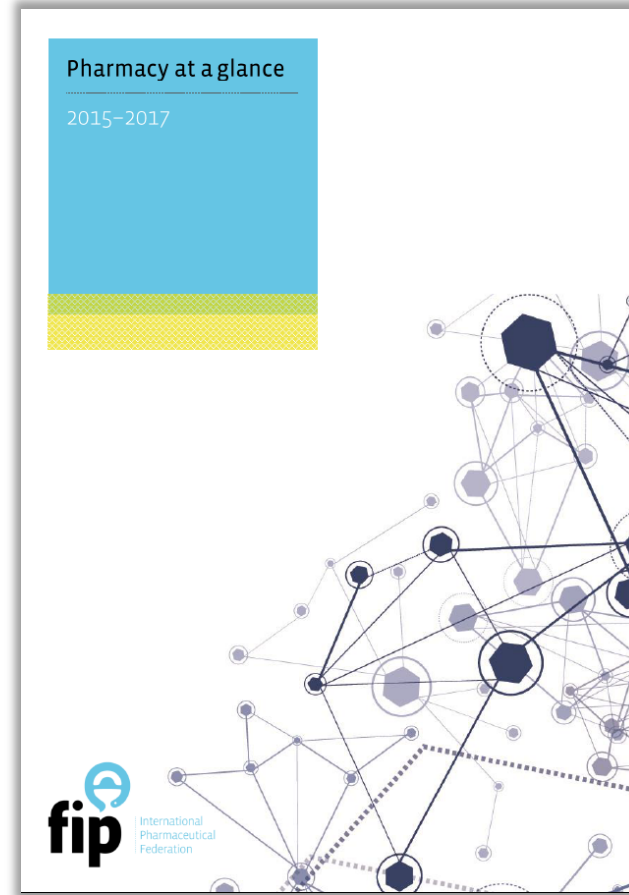 Pharmacy at a glance
2015–2017
fip
International
Pharmaceutical
Federation